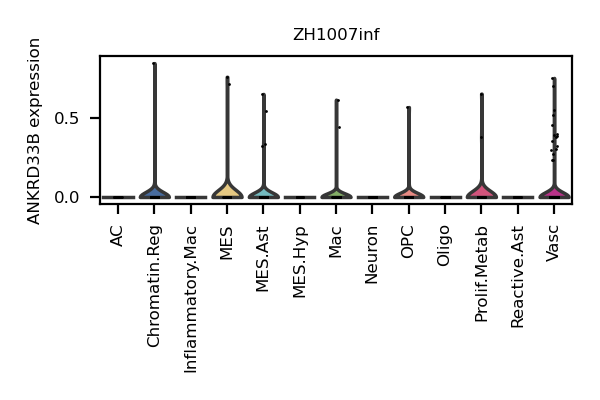 ZH1007inf
ANKRD33B expression
0.5
0.0
AC
Chromatin.Reg
Inflammatory.Mac
MES
MES.Ast
MES.Hyp
Mac
Neuron
OPC
Oligo
Prolif.Metab
Reactive.Ast
Vasc